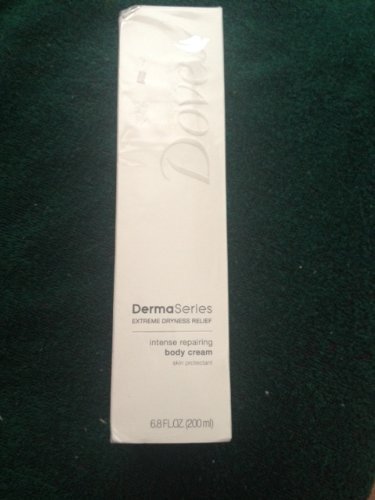 Dove
DermaSeries
EXTREME DRYNESS RELIEF
intense repairing
body cream
skin protectant
6.8 FL.OZ. (200 ml)